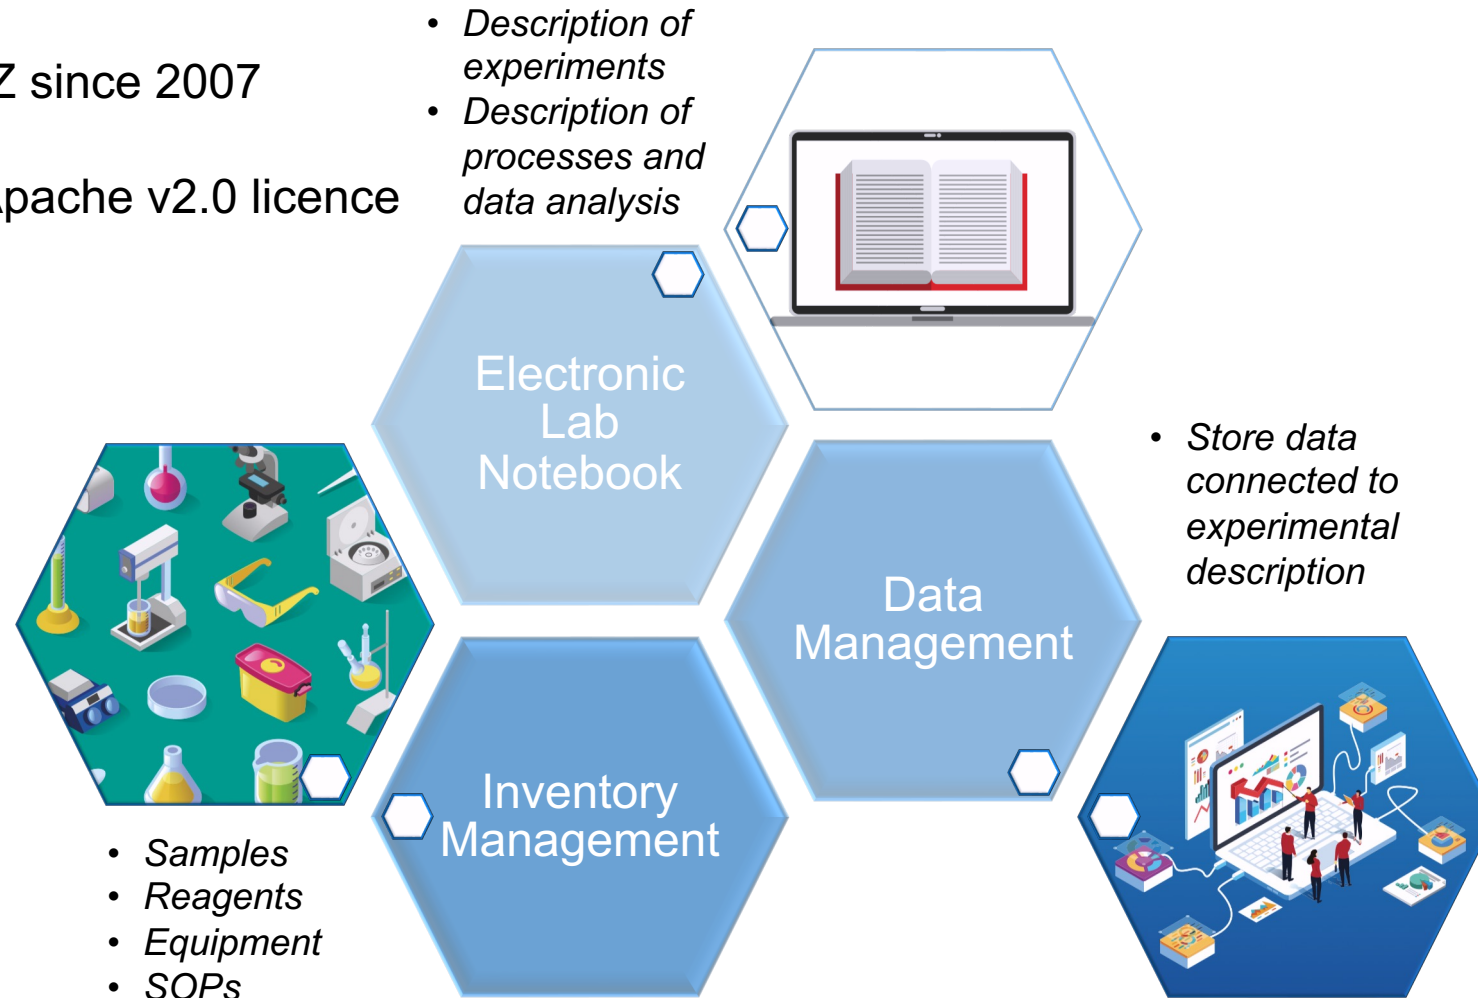 Z since 2007
Apache v2.0 licence
• Description of
experiments
• Description of
processes and
data analysis
Electronic
Lab
Notebook
• Store data
connected to
experimental
description
Data
Management
Inventory
Management
• Samples
• Reagents
• Equipment
• SOPs